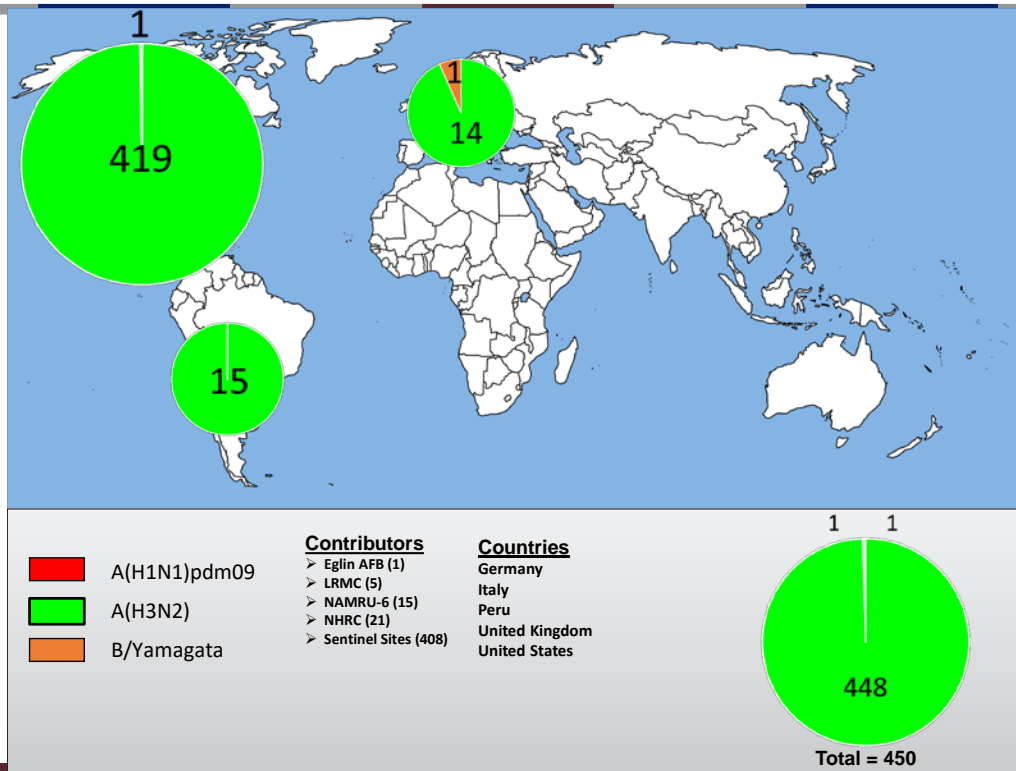 1
419
1
14
15
A(H1N1)pdm09
A(H3N2)
B/Yamagata
Contributors
➢ Eglin AFB (1)
➢ LRMC (5)
➢ NAMRU-6 (15)
➢ NHRC (21)
➢ Sentinel Sites (408)
Countries
Germany
Italy
Peru
United Kingdom
United States
1 1
448
Total = 450